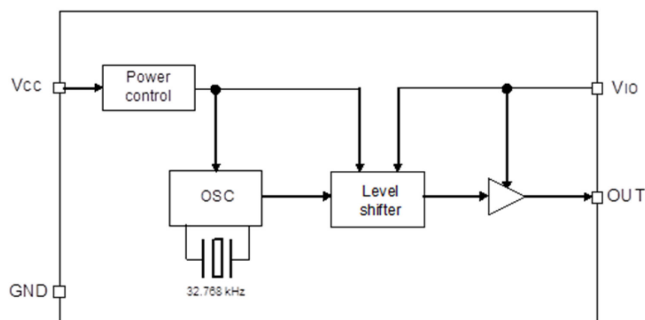 Power
control
Vcc
VIO
OSC
Level
shifter
OUT
GND
32.768 kHz